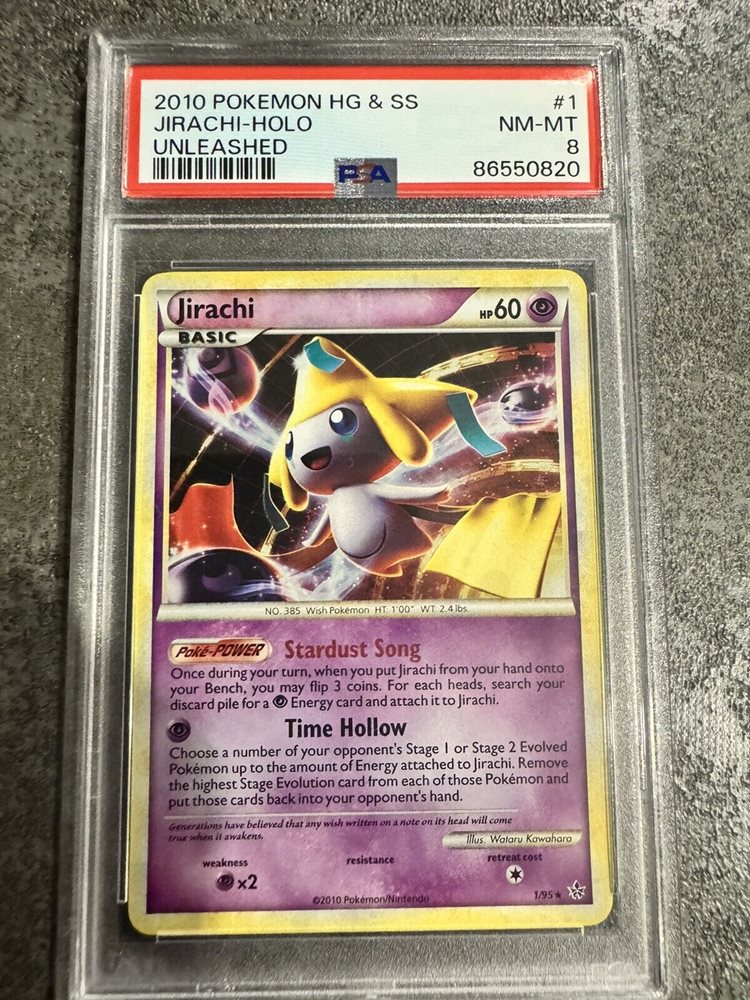 2010 POKEMON HG & SS #1
JIRACHI-HOLO NM-MT
UNLEASHED 8
PSA 86550820
Jirachi HP60
BASIC
NO. 385 Wish Pokémon HT: 1'00" WT: 2.4 lbs.
Poké-POWER Stardust Song
Once during your turn, when you put Jirachi from your hand onto
your Bench, you may flip 3 coins. For each heads, search your
discard pile for a Energy card and attach it to Jirachi.
Time Hollow
Choose a number of your opponent's Stage 1 or Stage 2 Evolved
Pokémon up to the amount of Energy attached to Jirachi. Remove
the highest Stage Evolution card from each of those Pokémon and
put those cards back into your opponent's hand.
Generations have believed that any wish written on a note on its head will come
true when it awakens.
Illus. Wataru Kawahara
weakness resistance retreat cost
x2
©2010 Pokémon/Nintendo 1/95 ★